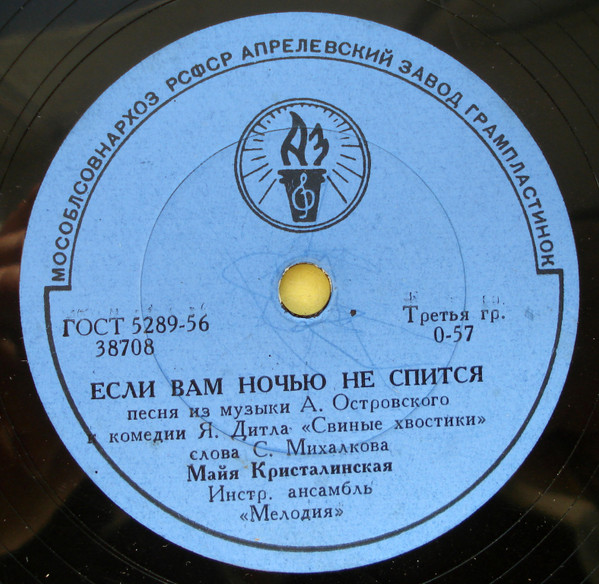 МОСОБЛСОВНАРХОЗ РСФСР АПРЕЛЕВСКИЙ ЗАВОД ГРАМПЛАСТИНОК
АЗ
ГОСТ 5289-56
38708
Третья гр.
0-57
ЕСЛИ ВАМ НОЧЬЮ НЕ СПИТСЯ
песня из музыки А. Островского
к комедии Я. Дитла «Свиные хвостики»
слова С. Михалкова
Майя Кристалинская
Инстр. ансамбль
«Мелодия»